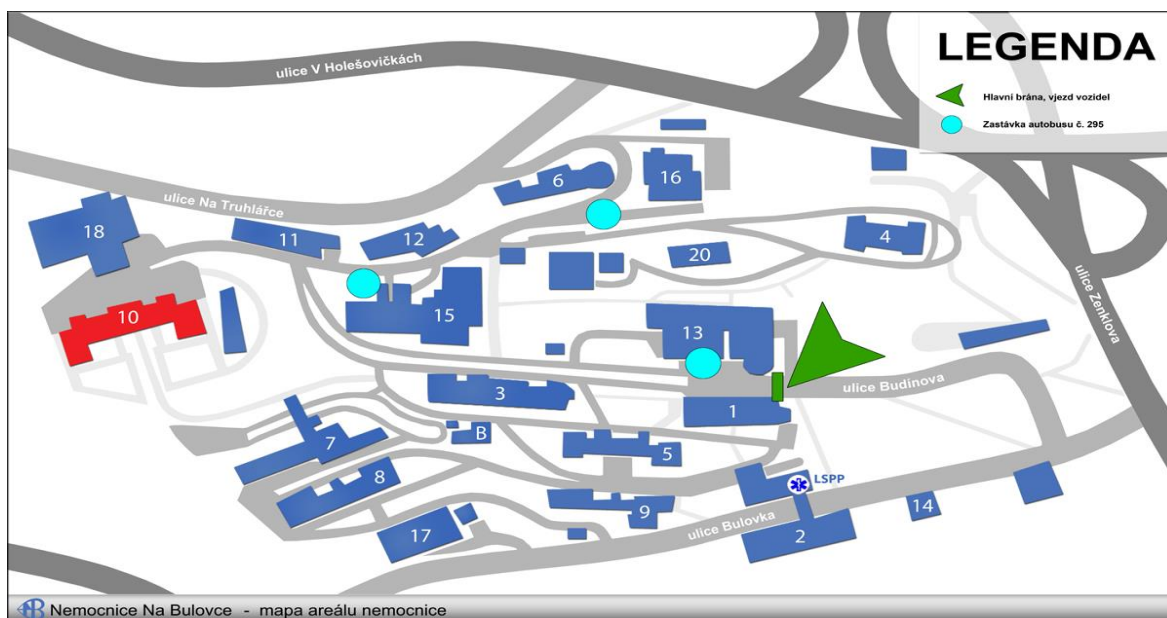 LEGENDA
Hlavní brána, vjezd vozidel
Zastávka autobusu č. 295
ulice V Holešovičkách
ulice Na Truhlářce
ulice Zenklova
ulice Budinova
ulice Bulovka
6
16
18
11
12
4
20
10
15
13
3
1
7
B
5
8
LSPP
9
14
17
2
NB Nemocnice Na Bulovce - mapa areálu nemocnice